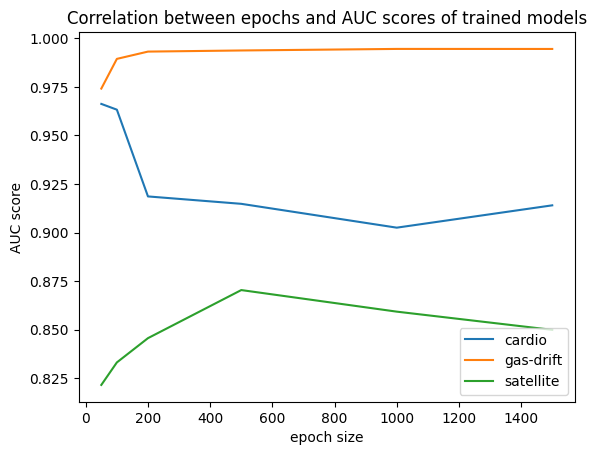 Correlation between epochs and AUC scores of trained models
1.000
0.975
0.950
0.925
0.900
0.875
0.850
0.825
AUC score
0 200 400 600 800 1000 1200 1400
epoch size
cardio
gas-drift
satellite